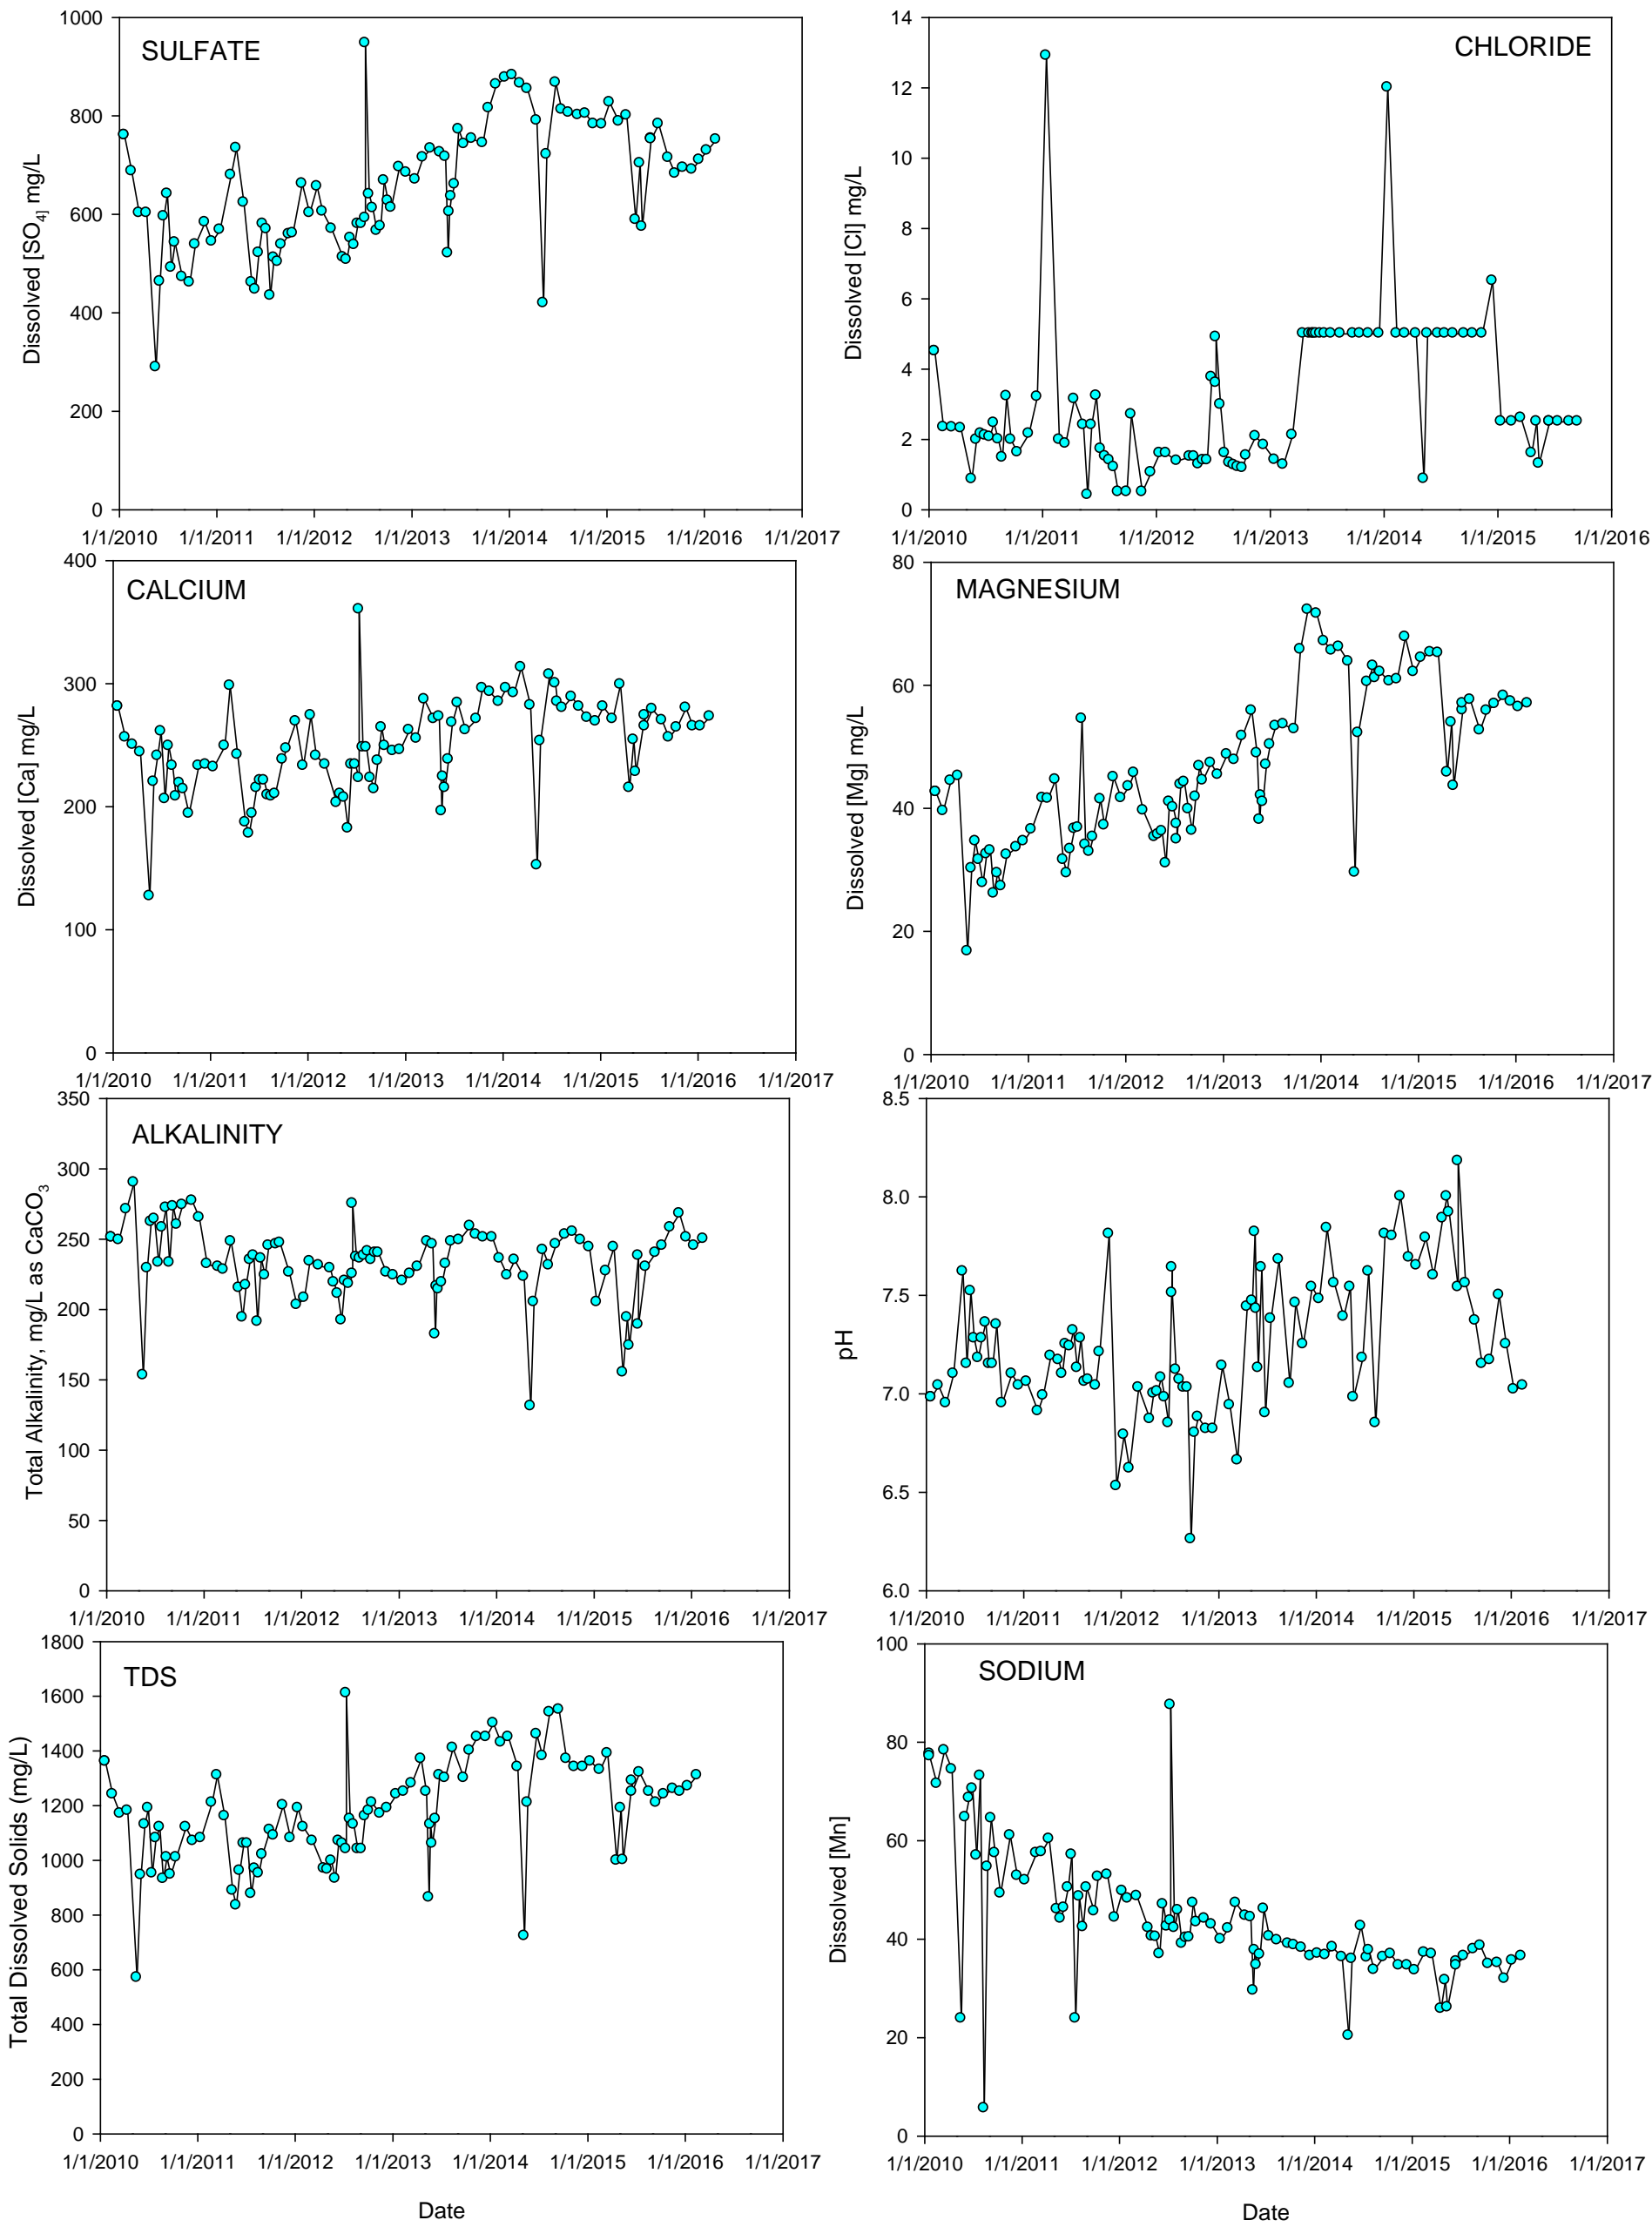 SULFATE
Dissolved [SO4] mg/L
1000
800
600
400
200
0
1/1/2010 1/1/2011 1/1/2012 1/1/2013 1/1/2014 1/1/2015 1/1/2016 1/1/2017
CHLORIDE
Dissolved [Cl] mg/L
14
12
10
8
6
4
2
0
1/1/2010 1/1/2011 1/1/2012 1/1/2013 1/1/2014 1/1/2015 1/1/2016
CALCIUM
Dissolved [Ca] mg/L
400
300
200
100
0
1/1/2010 1/1/2011 1/1/2012 1/1/2013 1/1/2014 1/1/2015 1/1/2016 1/1/2017
MAGNESIUM
Dissolved [Mg] mg/L
80
60
40
20
0
1/1/2010 1/1/2011 1/1/2012 1/1/2013 1/1/2014 1/1/2015 1/1/2016 1/1/2017
ALKALINITY
Total Alkalinity, mg/L as CaCO3
350
300
250
200
150
100
50
0
1/1/2010 1/1/2011 1/1/2012 1/1/2013 1/1/2014 1/1/2015 1/1/2016 1/1/2017
pH
8.5
8.0
7.5
7.0
6.5
6.0
1/1/2010 1/1/2011 1/1/2012 1/1/2013 1/1/2014 1/1/2015 1/1/2016 1/1/2017
TDS
Total Dissolved Solids (mg/L)
1800
1600
1400
1200
1000
800
600
400
200
0
1/1/2010 1/1/2011 1/1/2012 1/1/2013 1/1/2014 1/1/2015 1/1/2016 1/1/2017
Date
SODIUM
Dissolved [Mn]
100
80
60
40
20
0
1/1/2010 1/1/2011 1/1/2012 1/1/2013 1/1/2014 1/1/2015 1/1/2016 1/1/2017
Date